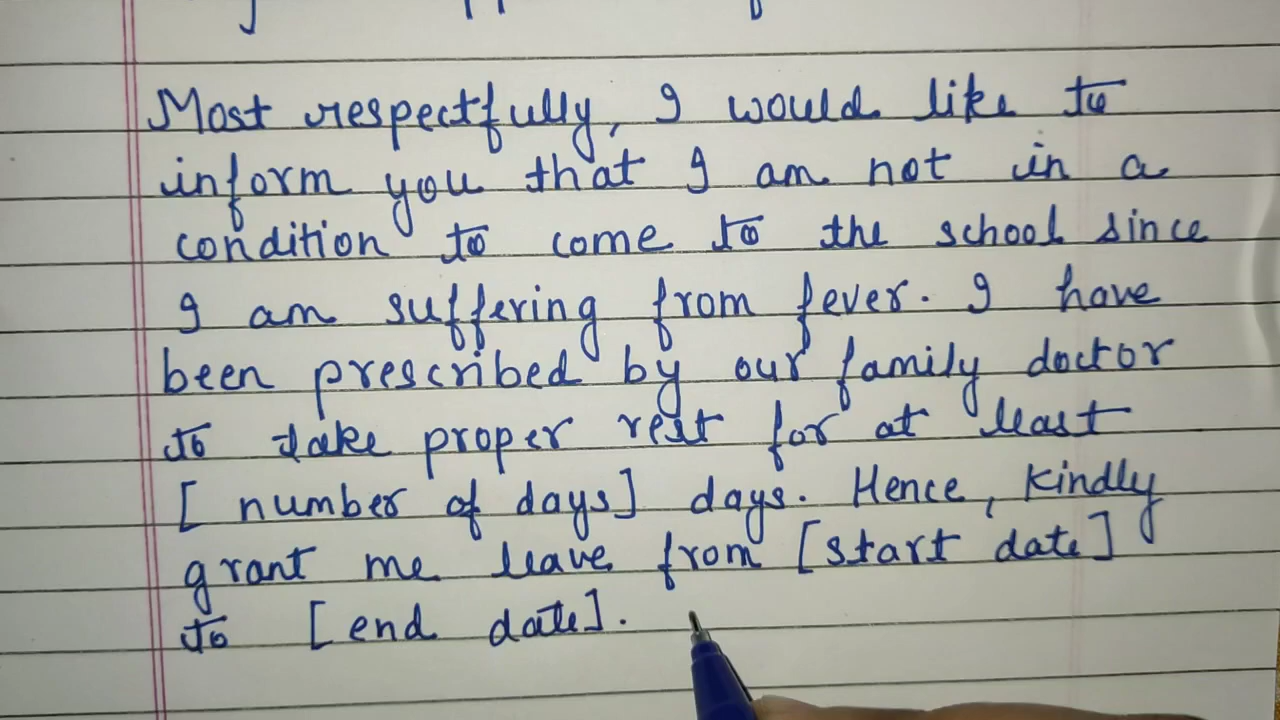 Most respectfully, I would like to
inform you that I am not in a
condition to come to the school since
I am suffering from fever. I have
been prescribed by our family doctor
to take proper rest for at least
[ number of days] days. Hence, kindly
grant me leave from [start date]
to [end date].